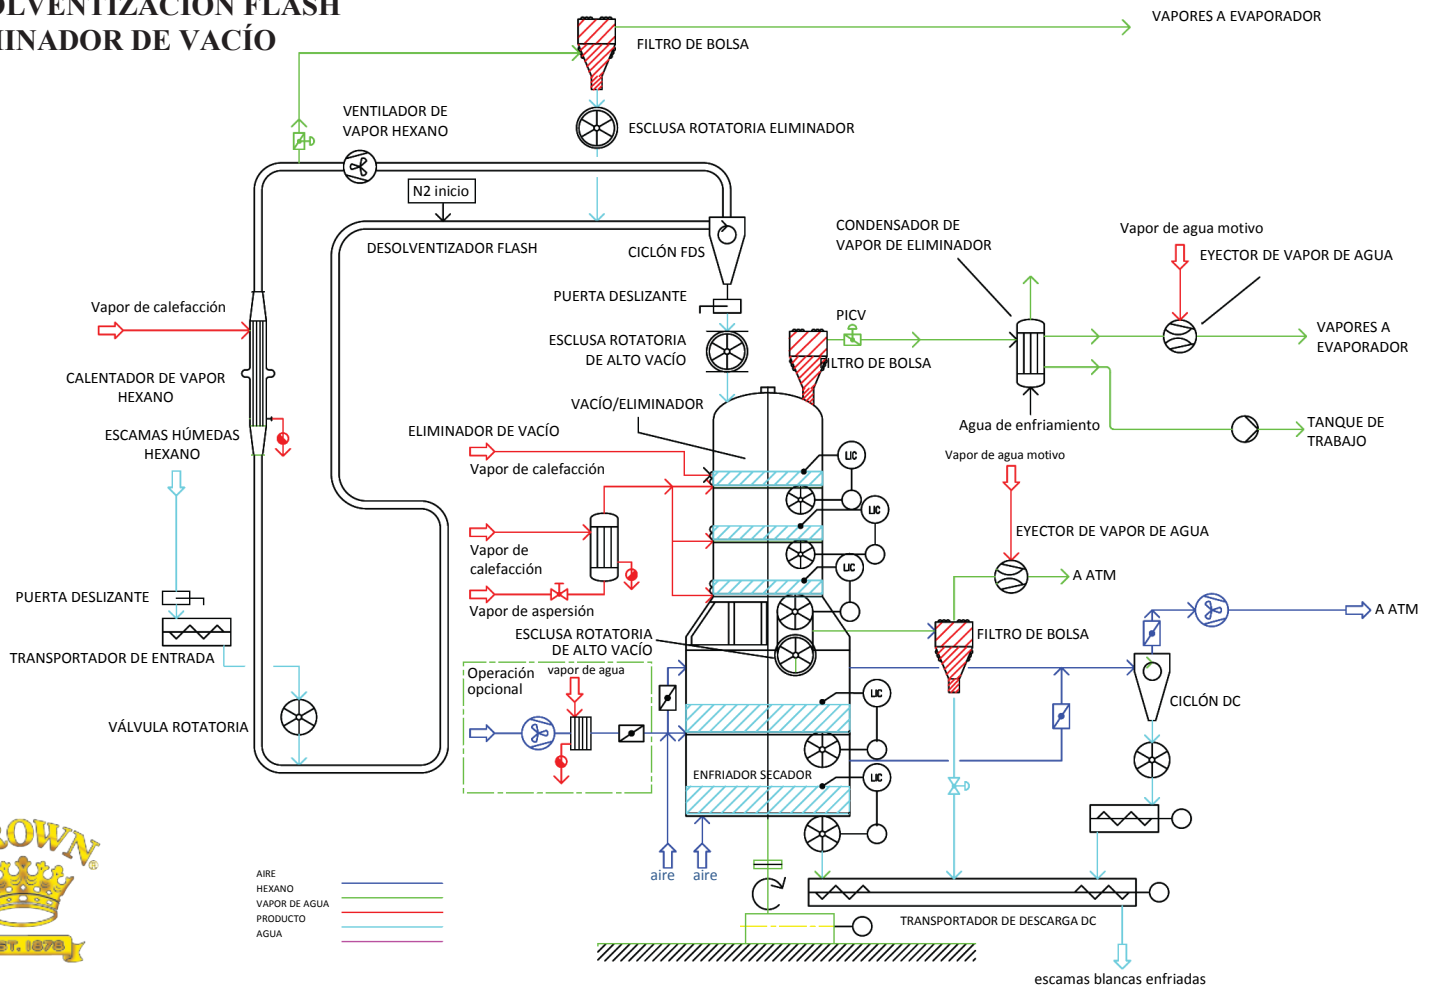 OLVENTIZACIÓN FLASH
MINADOR DE VACÍO
VAPORES A EVAPORADOR
FILTRO DE BOLSA
VENTILADOR DE
VAPOR HEXANO
ESCLUSA ROTATORIA ELIMINADOR
N2 inicio
DESOLVENTIZADOR FLASH
CICLÓN FDS
CONDENSADOR DE
VAPOR DE ELIMINADOR
Vapor de agua motivo
EYECTOR DE VAPOR DE AGUA
PUERTA DESLIZANTE
Vapor de calefacción
PICV
ESCLUSA ROTATORIA
DE ALTO VACÍO
FILTRO DE BOLSA
VAPORES A
EVAPORADOR
CALENTADOR DE VAPOR
HEXANO
VACÍO/ELIMINADOR
Agua de enfriamiento
TANQUE DE
TRABAJO
ESCAMAS HÚMEDAS
HEXANO
ELIMINADOR DE VACÍO
Vapor de calefacción
LIC
Vapor de agua motivo
LIC
EYECTOR DE VAPOR DE AGUA
Vapor de
calefacción
LIC
A ATM
Vapor de aspersión
PUERTA DESLIZANTE
A ATM
ESCLUSA ROTATORIA
DE ALTO VACÍO
FILTRO DE BOLSA
TRANSPORTADOR DE ENTRADA
Operación
opcional
vapor de agua
LIC
CICLÓN DC
VÁLVULA ROTATORIA
ENFRIADOR SECADOR
LIC
CROWN
®
EST. 1878
aire
aire
AIRE
HEXANO
VAPOR DE AGUA
PRODUCTO
AGUA
TRANSPORTADOR DE DESCARGA DC
escamas blancas enfriadas